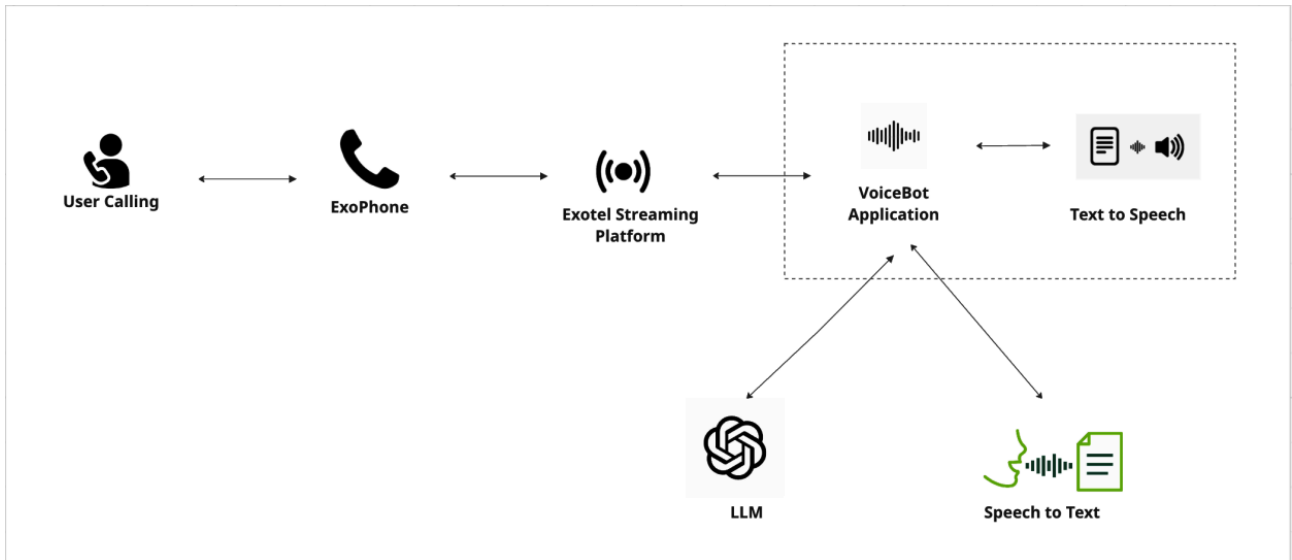 User Calling
ExoPhone
Exotel Streaming
Platform
VoiceBot
Application
Text to Speech
LLM
Speech to Text